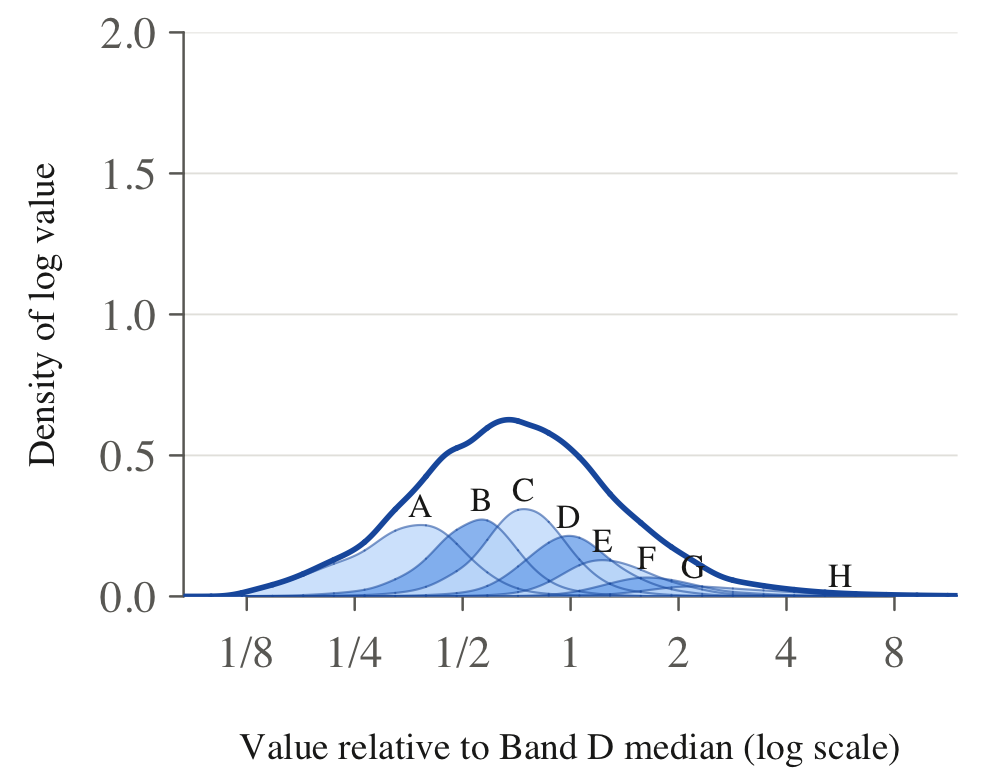 2.0
1.5
1.0
0.5
0.0
Density of log value
A
B
C
D
E
F
G
H
1/8 1/4 1/2 1 2 4 8
Value relative to Band D median (log scale)